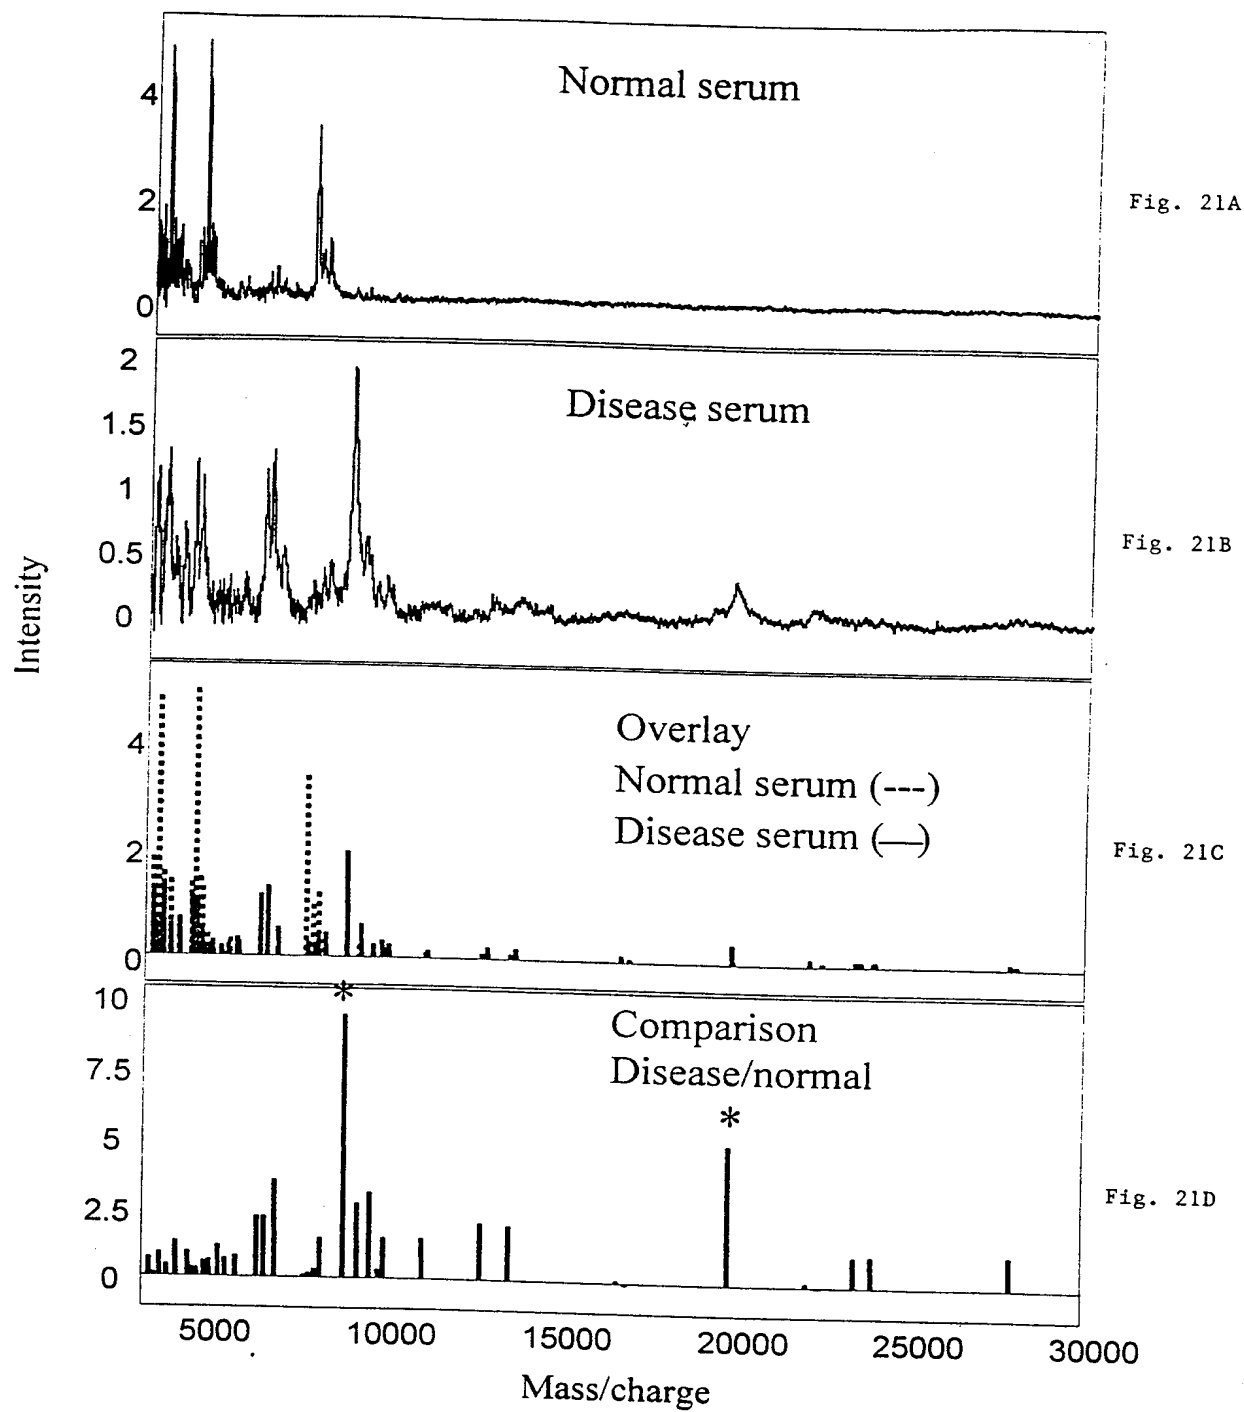 Normal serum
4
2
0
Fig. 21A
Disease serum
2
1.5
1
0.5
0
Fig. 21B
Intensity
Overlay
Normal serum (---)
Disease serum (—)
4
2
0
Fig. 21C
*
Comparison
Disease/normal
*
10
7.5
5
2.5
0
Fig. 21D
5000 10000 15000 20000 25000 30000
Mass/charge